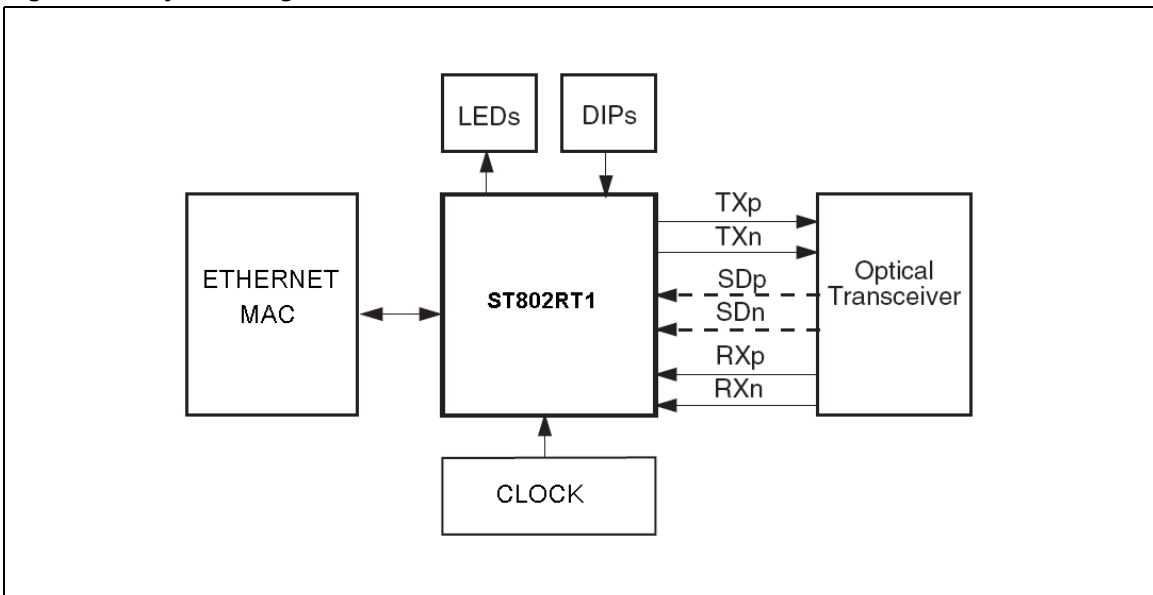 LEDs
DIPs
ETHERNET
MAC
ST802RT1
TXp
TXn
SDp
SDn
RXp
RXn
Optical
Transceiver
CLOCK